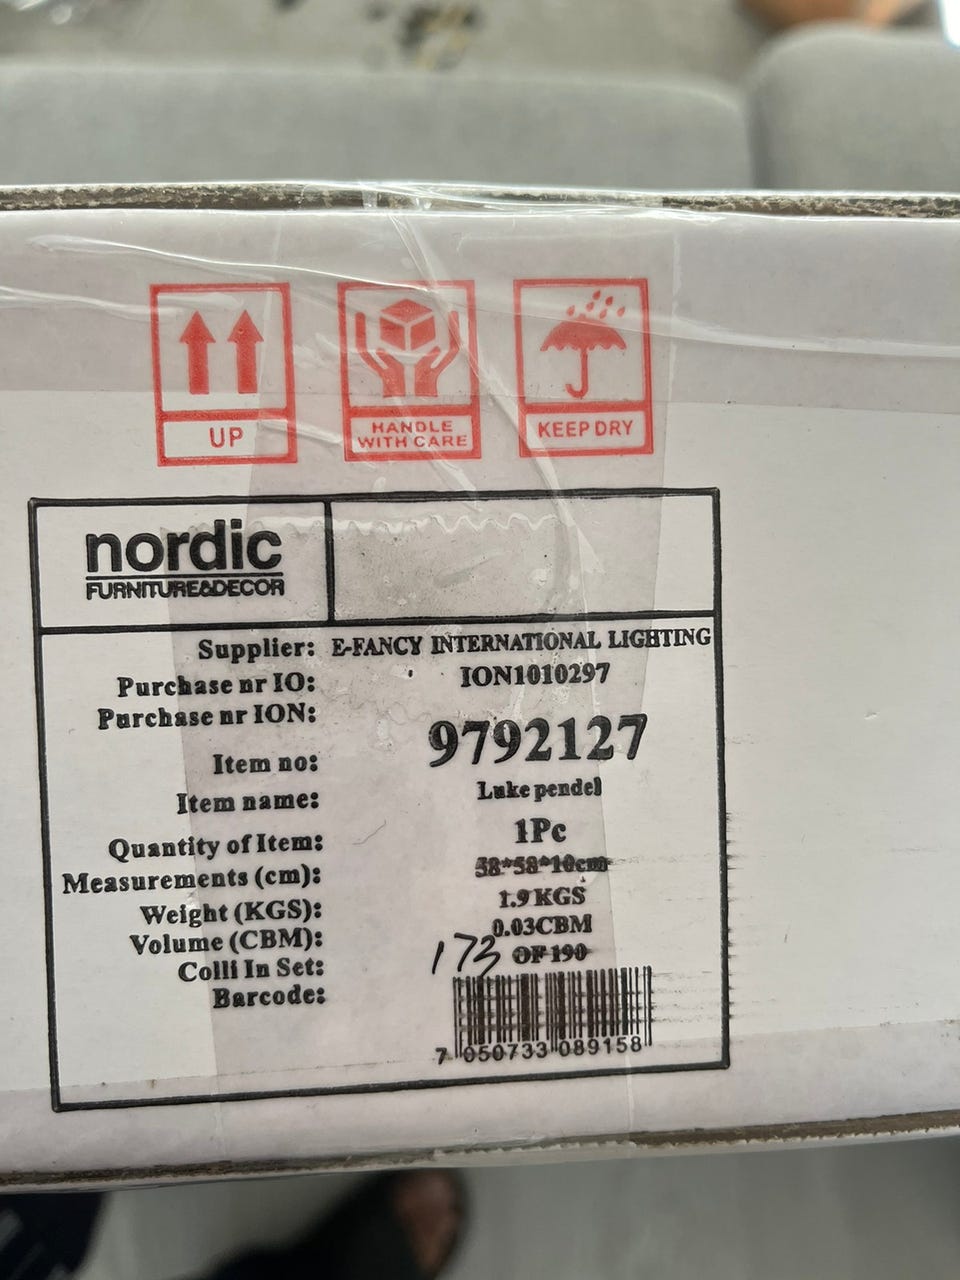 UP
HANDLE
WITH CARE
KEEP DRY
nordic
FURNITURE&DECOR
Supplier: E-FANCY INTERNATIONAL LIGHTING
Purchase nr IO: ION1010297
Purchase nr ION:
Item no: 9792127
Item name: Luke pendel
Quantity of Item: 1Pc
Measurements (cm): 58*58*10cm
Weight (KGS): 1.9 KGS
Volume (CBM): 0.03CBM
Colli In Set: 173 OF 190
Barcode:
7 050733 089158